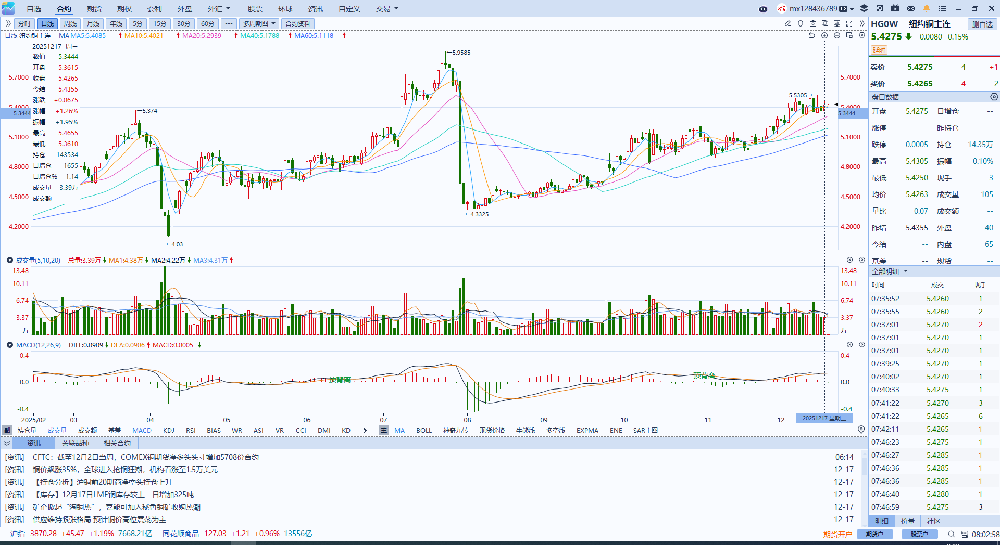 自选 合约 期货 期权 套利 外盘 外汇 股票 环球 资讯 自定义 交易 mx128436789 L2
分时 日线 周线 月线 年线 5分 15分 30分 60分 ••• 多周期图 合约资料
日线 纽约铜主连 MA MA5:5.4085 MA10:5.4021 MA20:5.2939 MA40:5.1788 MA60:5.1118
20251217 周三
数值 5.3444
开盘 5.3615
收盘 5.4265
今结 5.4355
涨跌 +0.0675
涨幅 +1.26%
振幅 +1.95%
最高 5.4655
最低 5.3610
持仓 143534
日增仓 -1655
日增仓% -1.14
成交量 3.39万
成交额 --
5.7000
5.4000
5.3444
5.1000
4.8000
4.5000
4.2000
5.374
4.03
5.9585
4.3325
5.5305
5.7000
5.4000
5.3444
5.1000
4.8000
4.5000
4.2000
成交量(5,10,20) 总量:3.39万 MA1:4.38万 MA2:4.22万 MA3:4.31万
13.48
10.11
6.74
3.37
万
13.48
10.11
6.74
3.37
万
MACD(12,26,9) DIFF:0.0909 DEA:0.0906 MACD:0.0005
0.4
0.0
-0.4
顶背离
顶背离
0.4
0.0
-0.4
2025/02 03 04 05 06 07 08 09 10 11 12 20251217 星期三
副 持仓量 成交量 成交额 基差 MACD KDJ RSI BIAS WR ASI VR CCI DMI KD
主 MA BOLL 神奇九转 现货价格 牛熊线 多空线 EXPMA ENE SAR主图
资讯 关联品种 相关合约
[资讯] CFTC：截至12月2日当周，COMEX铜期货净多头头寸增加5708份合约 06:14
[资讯] 铜价飙涨35%，全球进入抢铜狂潮，机构看涨至1.5万美元 12-17
[资讯] 【持仓分析】沪铜前20期商净空头持仓上升 12-17
[资讯] 【库存】12月17日LME铜库存较上一日增加325吨 12-17
[资讯] 矿企掀起“淘铜热”，嘉能可加入秘鲁铜矿收购热潮 12-17
[资讯] 供应维持紧张格局 预计铜价高位震荡为主 12-17
沪指 3870.28 +45.47 +1.19% 7668.21亿 同花顺商品 127.03 +1.21 +0.96% 13556亿
期货开户 期货户 股票户 08:02:58
HG0W 纽约铜主连 删自选
5.4275 -0.0080 -0.15%
延时
卖价 5.4275 4 +1
买价 5.4265 4 -2
盘口数据
开盘 5.4275 日增仓 --
涨停 -- 昨持仓 --
跌停 0.0005 持仓 14.35万
最高 5.4305 振幅 0.10%
最低 5.4250 现手 3
均价 5.4263 成交量 105
量比 0.07 成交额 --
昨结 5.4355 外盘 40
今结 -- 内盘 65
基差 -- 现货 --
全部明细
时间 成交 现手
07:35:52 5.4260 1
07:35:55 5.4260 2
07:37:01 5.4270 2
07:37:01 5.4270 1
07:37:01 5.4270 1
07:39:25 5.4270 1
07:40:02 5.4270 1
07:40:33 5.4275 1
07:41:22 5.4270 3
07:41:22 5.4265 6
07:42:11 5.4265 1
07:46:23 5.4275 1
07:46:27 5.4285 1
07:46:36 5.4285 1
07:46:36 5.4285 1
07:46:40 5.4280 1
07:46:59 5.4275 3
明细 价量 社区